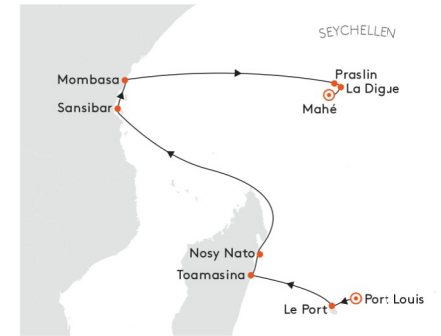 SEYCHELLEN
Praslin
La Digue
Mombasa
Mahé
Sansibar
Nosy Nato
Toamasina
Port Louis
Le Port